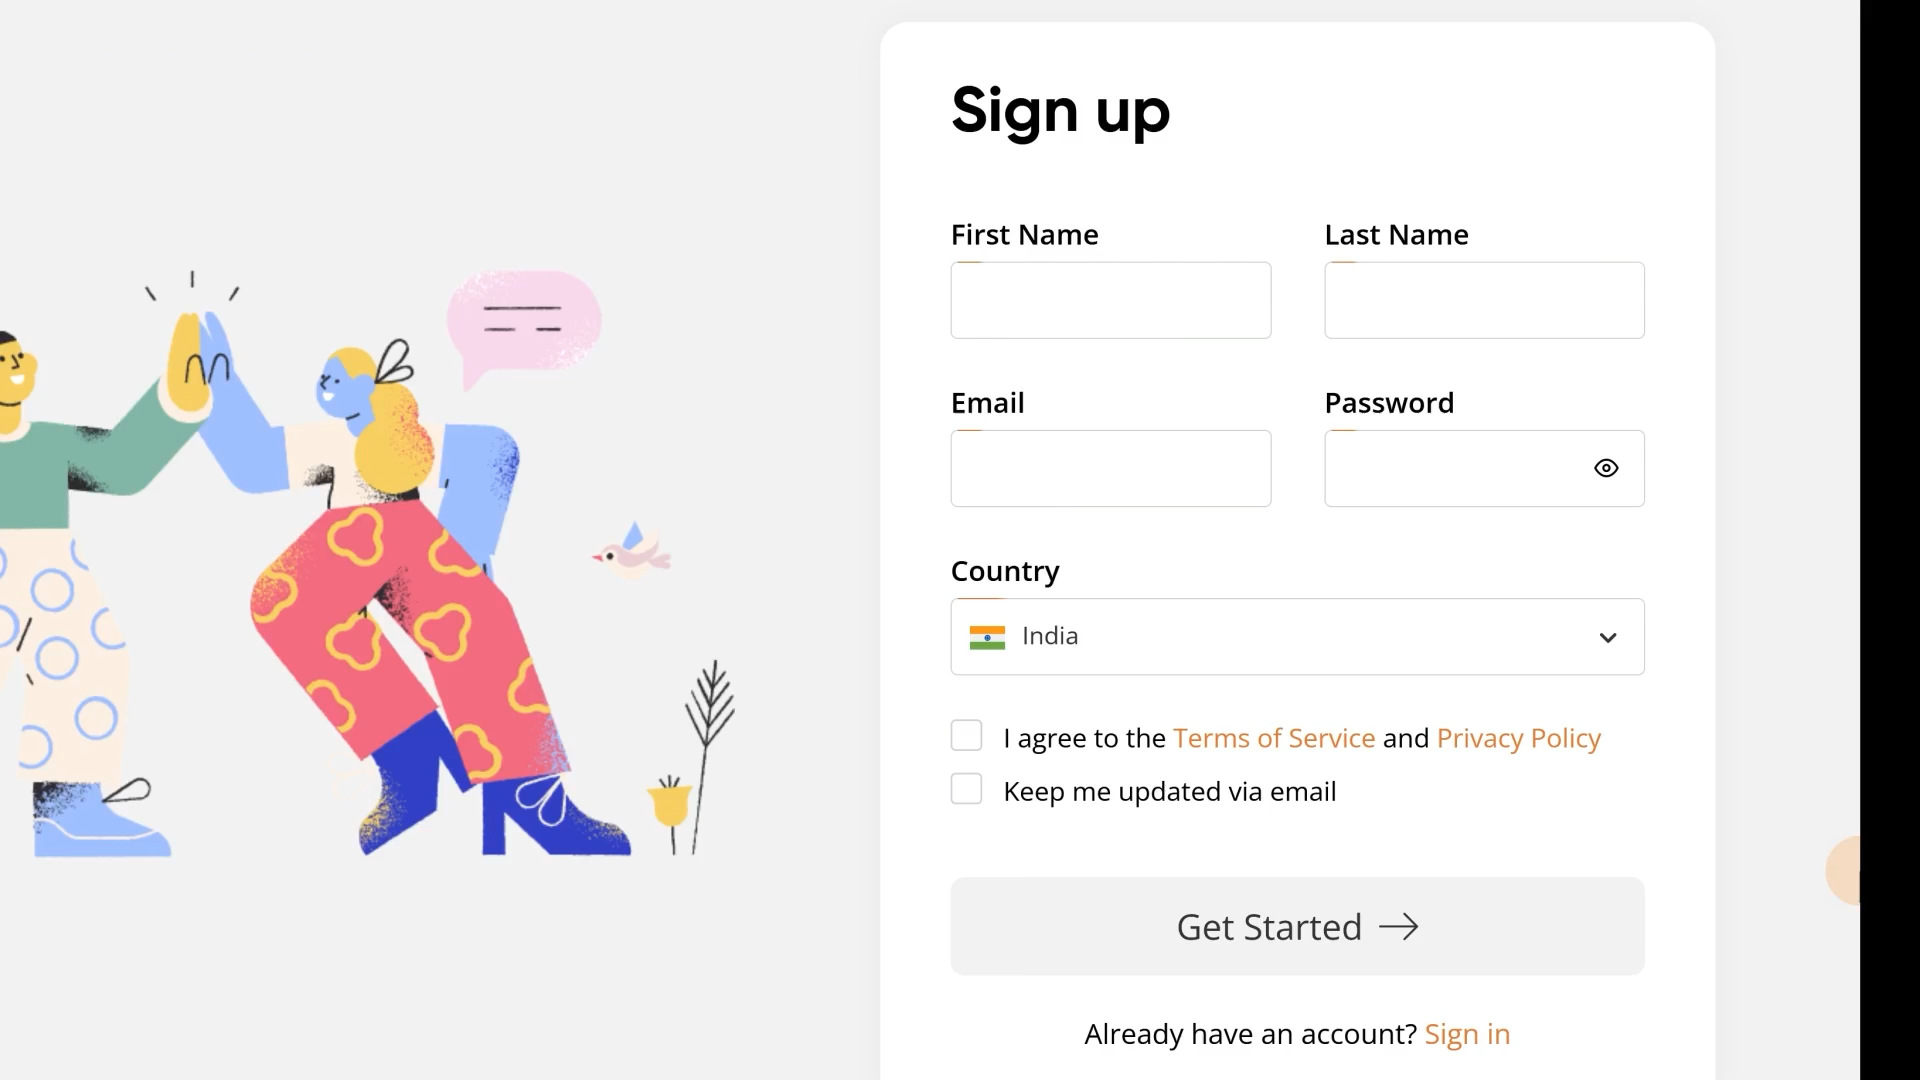 Sign up
First Name
Last Name
Email
Password
Country
India
I agree to the Terms of Service and Privacy Policy
Keep me updated via email
Get Started
Already have an account? Sign in